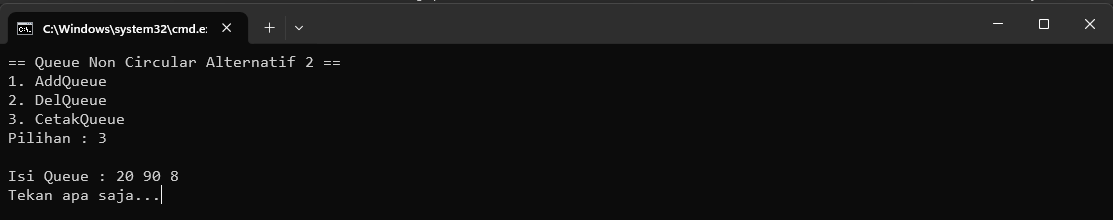 C:\Windows\system32\cmd.e
== Queue Non Circular Alternatif 2 ==
1. AddQueue
2. DelQueue
3. CetakQueue
Pilihan : 3
Isi Queue : 20 90 8
Tekan apa saja...